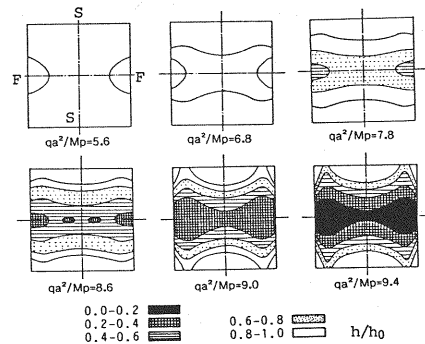 S
F F
S
qa²/Mp=5.6 qa²/Mp=6.8 qa²/Mp=7.8
qa²/Mp=8.6 qa²/Mp=9.0 qa²/Mp=9.4
0.0-0.2
0.2-0.4
0.4-0.6
0.6-0.8
0.8-1.0
h/h₀